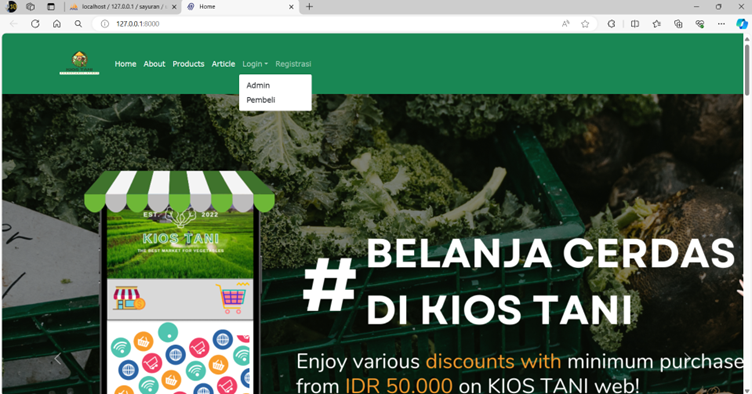 localhost / 127.0.0.1 / sayuran / u
Home
127.0.0.1:8000
Home About Products Article Login Registrasi
Admin
Pembeli
EST. 2022
KIOS TANI
THE BEST MARKET FOR VEGETABLES
# BELANJA CERDAS
DI KIOS TANI
Enjoy various discounts with minimum purchase
from IDR 50.000 on KIOS TANI web!